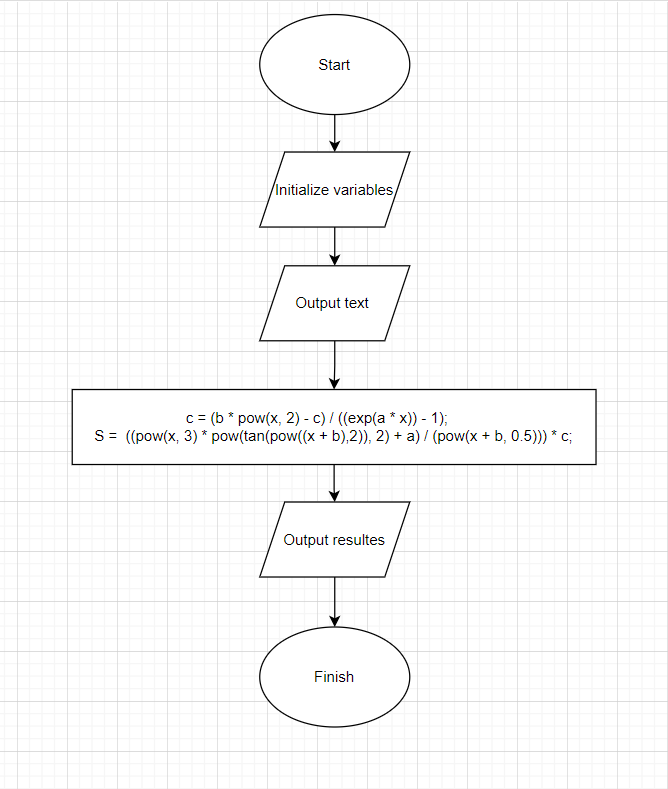 Start
Initialize variables
Output text
c = (b * pow(x, 2) - c) / ((exp(a * x)) - 1);
S =  ((pow(x, 3) * pow(tan(pow((x + b),2)), 2) + a) / (pow(x + b, 0.5))) * c;
Output resultes
Finish